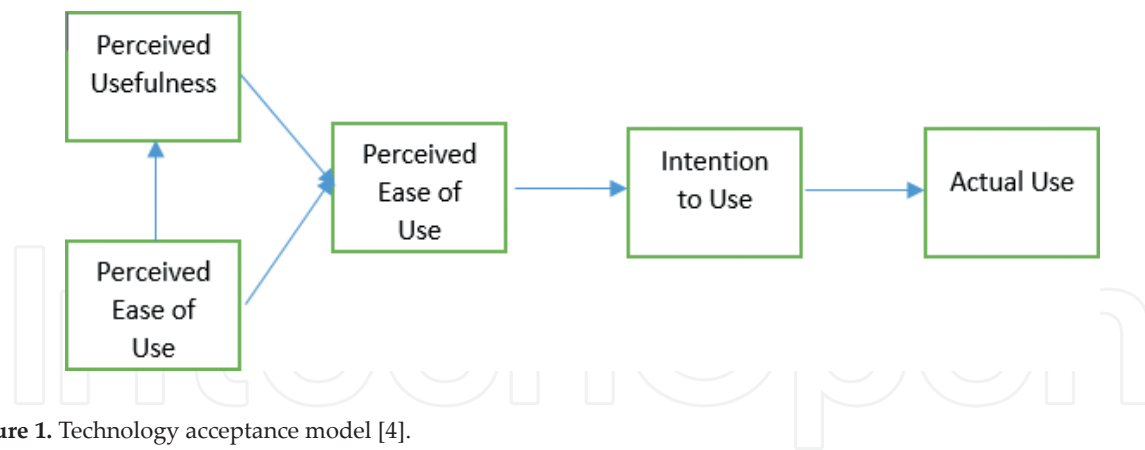 Perceived
Usefulness
Perceived
Ease of
Use
Perceived
Ease of
Use
Intention
to Use
Actual Use
IntechOpen
ure 1. Technology acceptance model [4].